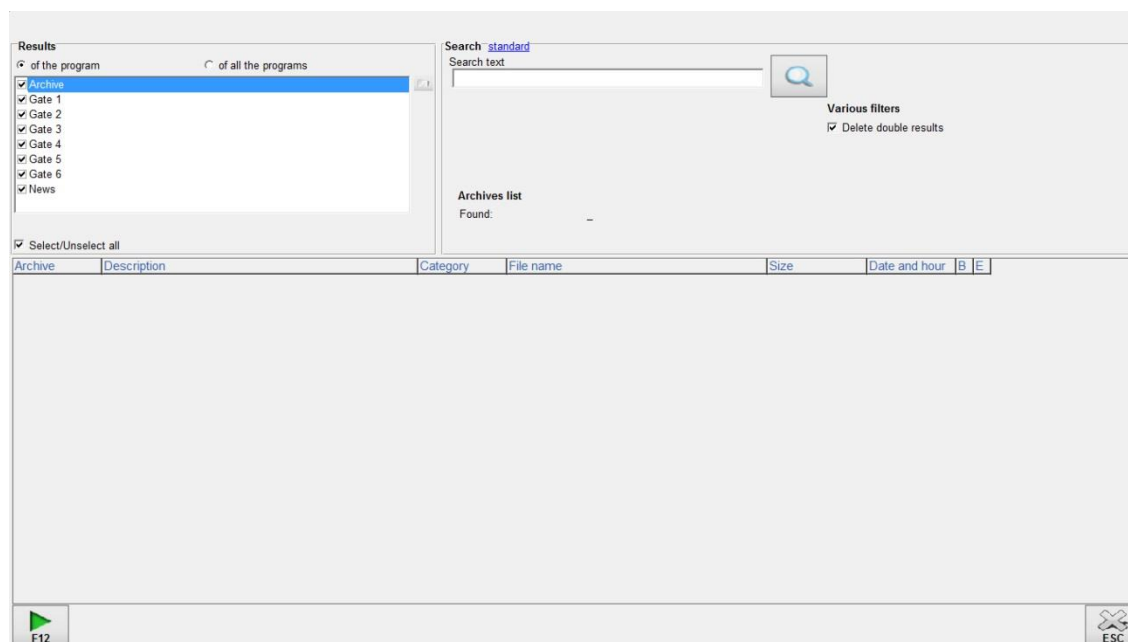 Results
of the program
of all the programs
Archive
Gate 1
Gate 2
Gate 3
Gate 4
Gate 5
Gate 6
News
Select/Unselect all
Search standard
Search text
Various filters
Delete double results
Archives list
Found: _
Archive Description Category File name Size Date and hour B E
F12
ESC